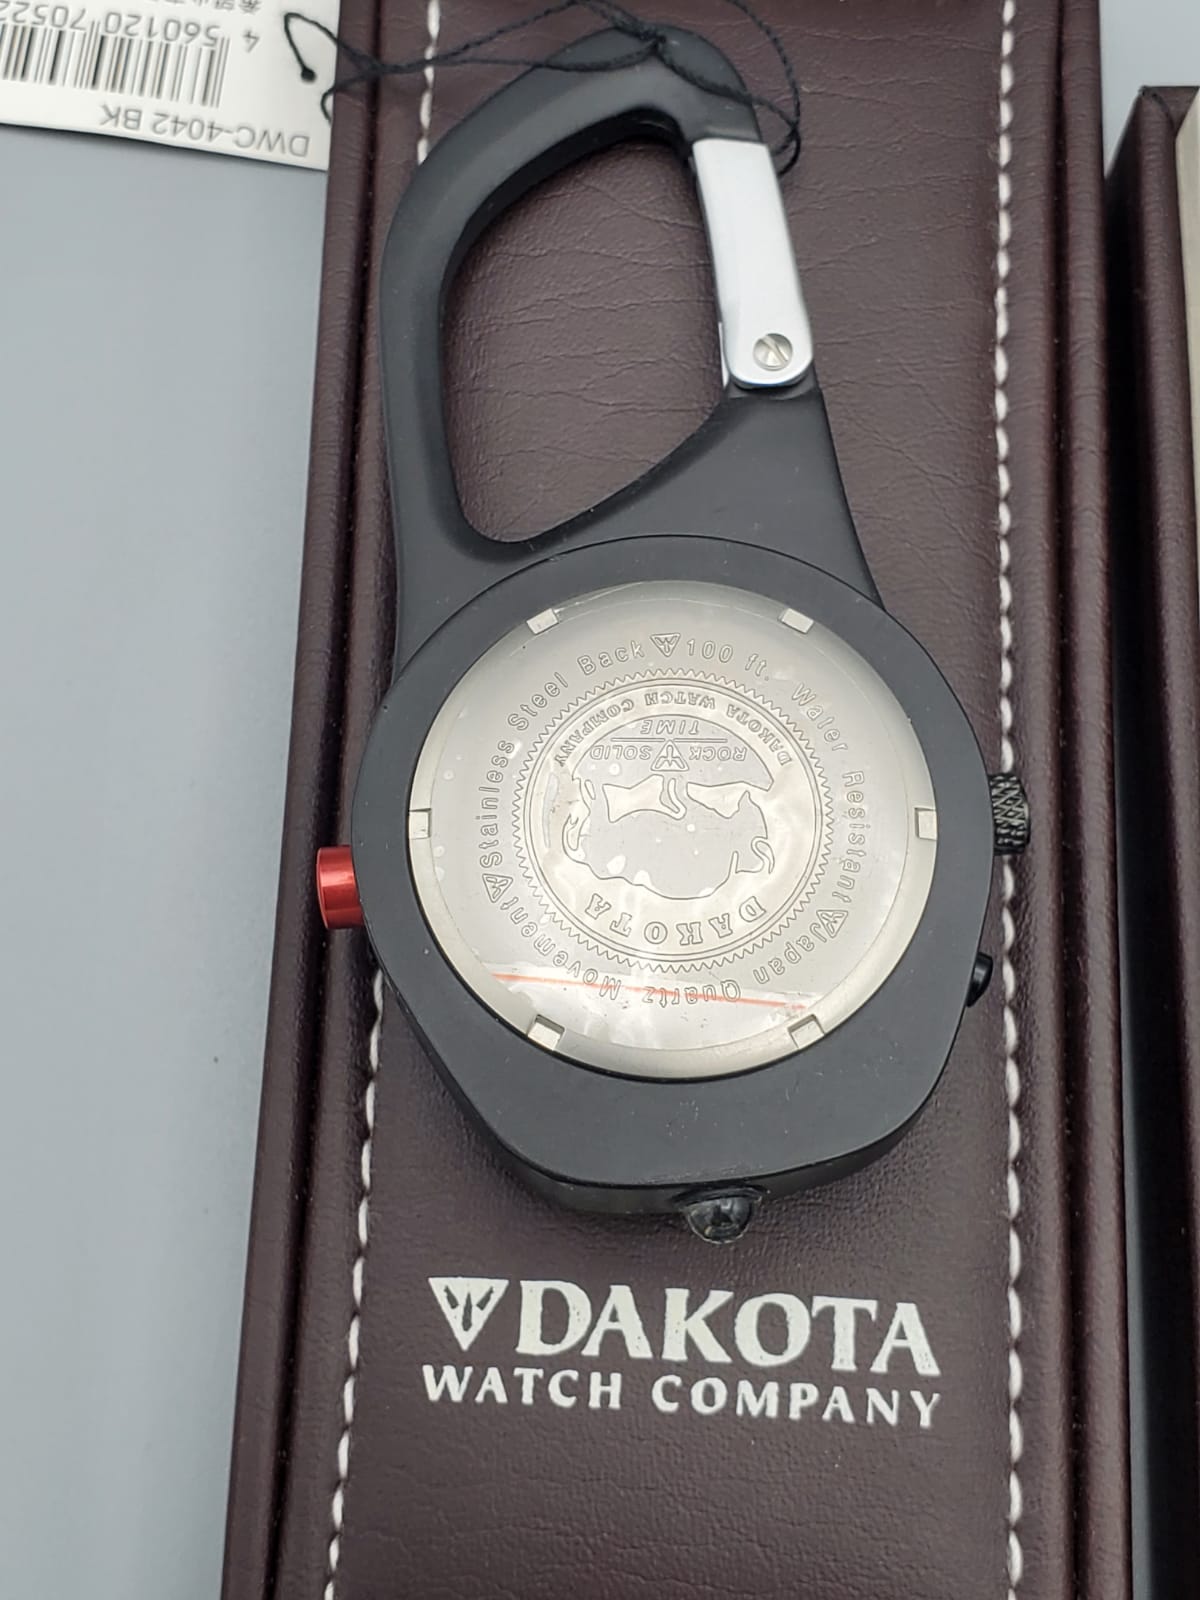 4 560120 70522
DWC-4042 BK
Stainless Steel Back 100 ft. Water Resistant Japan Quartz Movement
DAKOTA WATCH COMPANY
ROCK SOLID
TIME
DAKOTA
DAKOTA
WATCH COMPANY